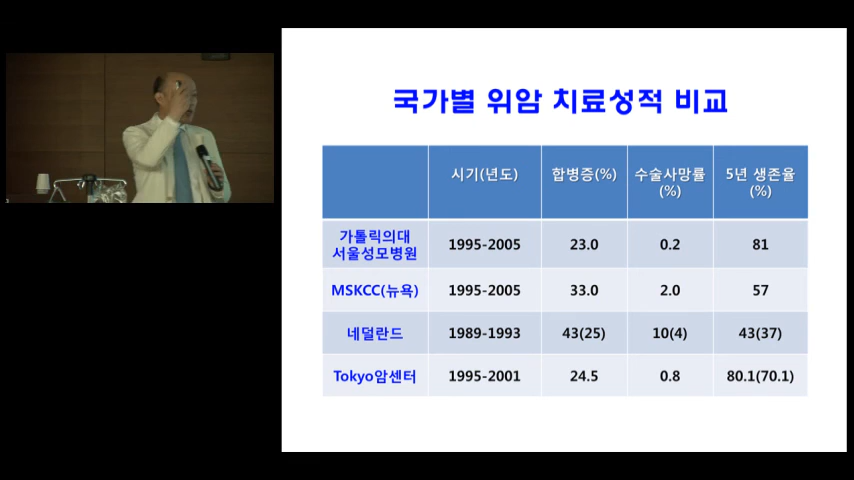 국가별 위암 치료성적 비교
시기(년도) 합병증(%) 수술사망률 (%) 5년 생존율 (%)
가톨릭의대 서울성모병원 1995-2005 23.0 0.2 81
MSKCC(뉴욕) 1995-2005 33.0 2.0 57
네덜란드 1989-1993 43(25) 10(4) 43(37)
Tokyo암센터 1995-2001 24.5 0.8 80.1(70.1)